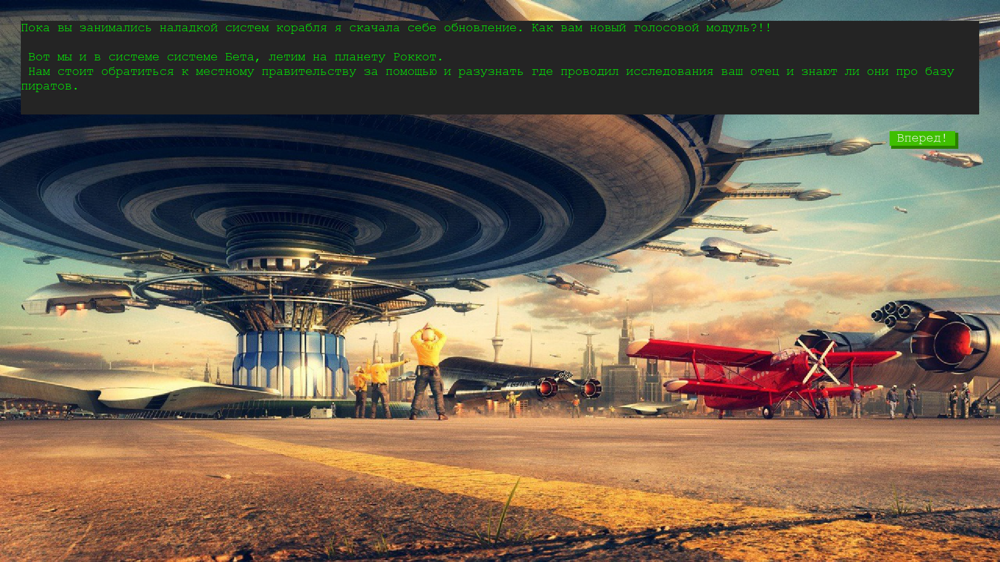 Пока вы занимались наладкой систем корабля я скачала себе обновление. Как вам новый голосовой модуль?!!
Вот мы и в системе системе Бета, летим на планету Роккот.
Нам стоит обратиться к местному правительству за помощью и разузнать где проводил исследования ваш отец и знают ли они про базу
пиратов.
Вперед!
SEALINE